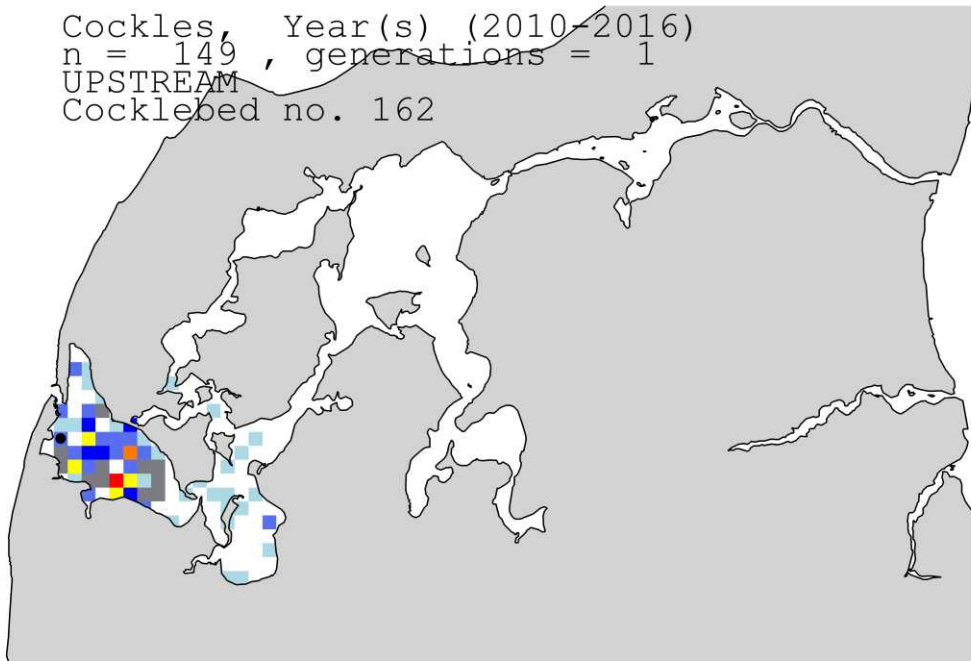 Cockles, Year(s) (2010-2016)
n = 149 , generations = 1
UPSTREAM
Cocklebed no. 162